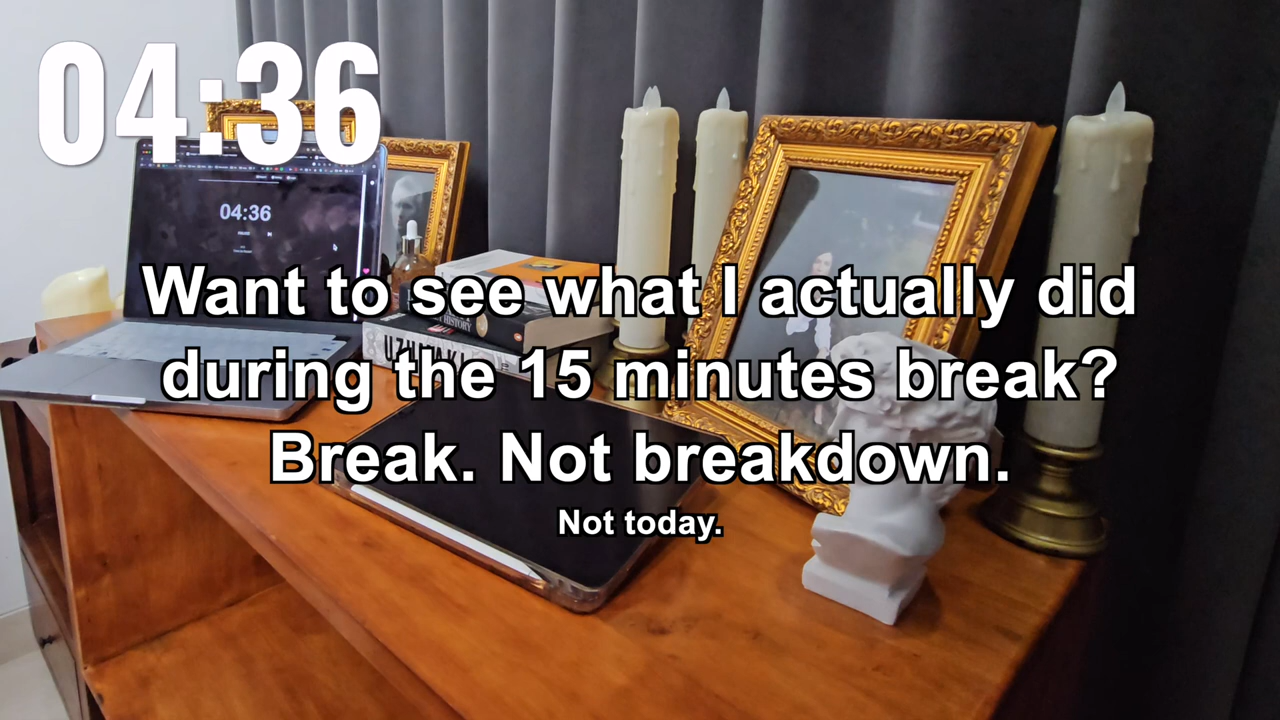 04:36
04:36
Want to see what I actually did
during the 15 minutes break?
Break. Not breakdown.
Not today.
HISTORY